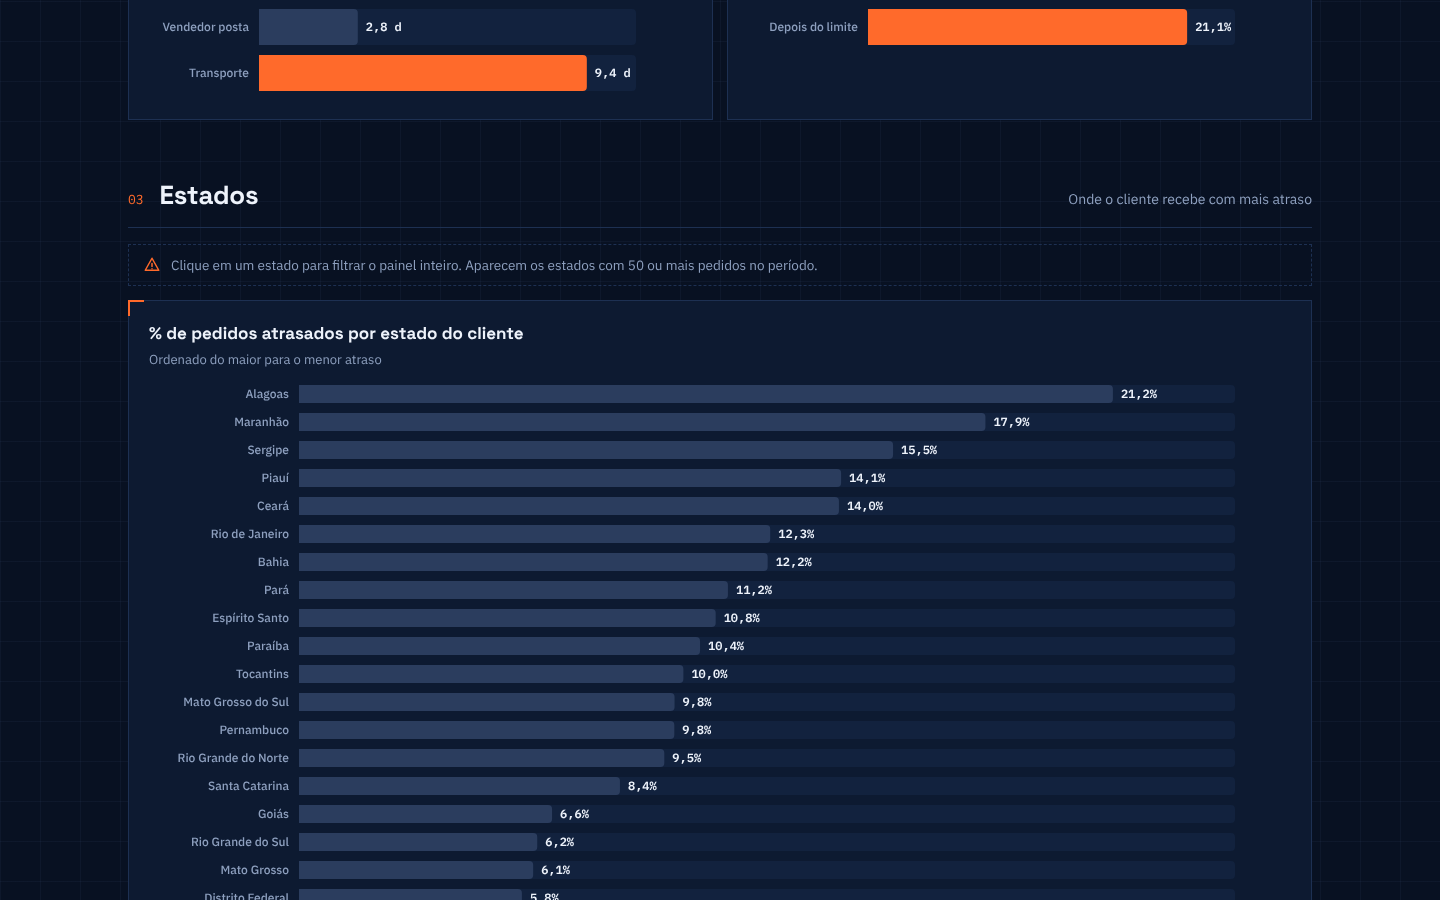 Vendedor posta 2,8 d
Transporte 9,4 d
Depois do limite 21,1%
03 Estados
Onde o cliente recebe com mais atraso
Clique em um estado para filtrar o painel inteiro. Aparecem os estados com 50 ou mais pedidos no período.
% de pedidos atrasados por estado do cliente
Ordenado do maior para o menor atraso
Alagoas 21,2%
Maranhão 17,9%
Sergipe 15,5%
Piauí 14,1%
Ceará 14,0%
Rio de Janeiro 12,3%
Bahia 12,2%
Pará 11,2%
Espírito Santo 10,8%
Paraíba 10,4%
Tocantins 10,0%
Mato Grosso do Sul 9,8%
Pernambuco 9,8%
Rio Grande do Norte 9,5%
Santa Catarina 8,4%
Goiás 6,6%
Rio Grande do Sul 6,2%
Mato Grosso 6,1%
Distrito Federal 5,8%